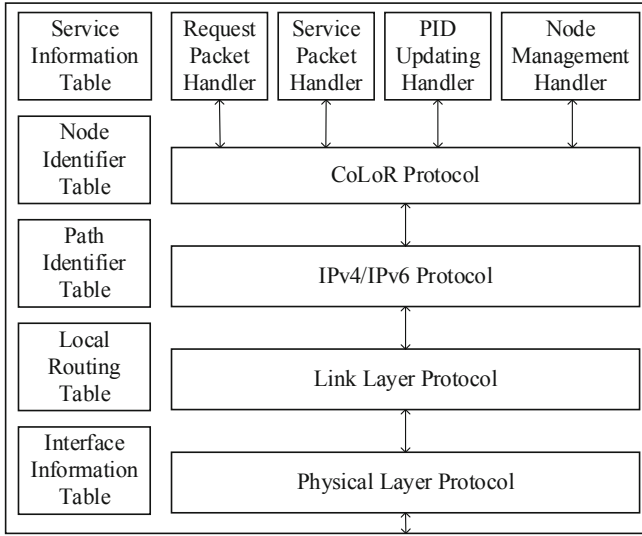 Service
Information
Table
Request
Packet
Handler
Service
Packet
Handler
PID
Updating
Handler
Node
Management
Handler
Node
Identifier
Table
CoLoR Protocol
Path
Identifier
Table
IPv4/IPv6 Protocol
Local
Routing
Table
Link Layer Protocol
Interface
Information
Table
Physical Layer Protocol